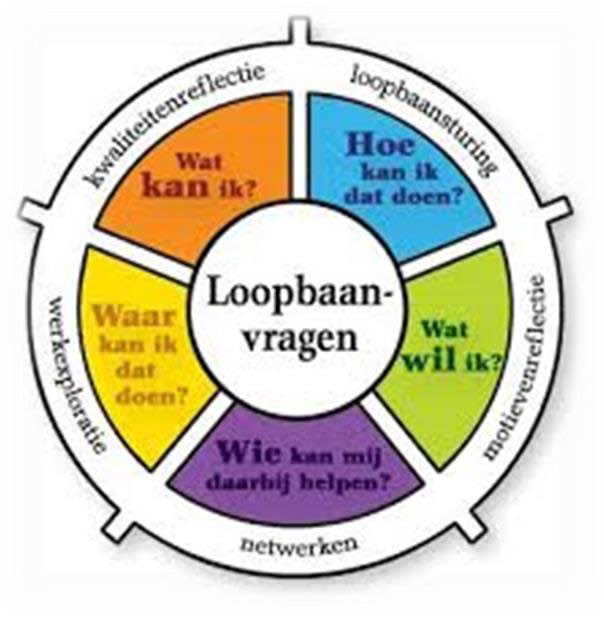 Loopbaan-
vragen
kwaliteitenreflectie
Wat
kan ik?
loopbaansturing
Hoe
kan ik
dat doen?
motievenreflectie
Wat
wil ik?
netwerken
Wie kan mij
daarbij helpen?
werkexploratie
Waar
kan ik
dat
doen?